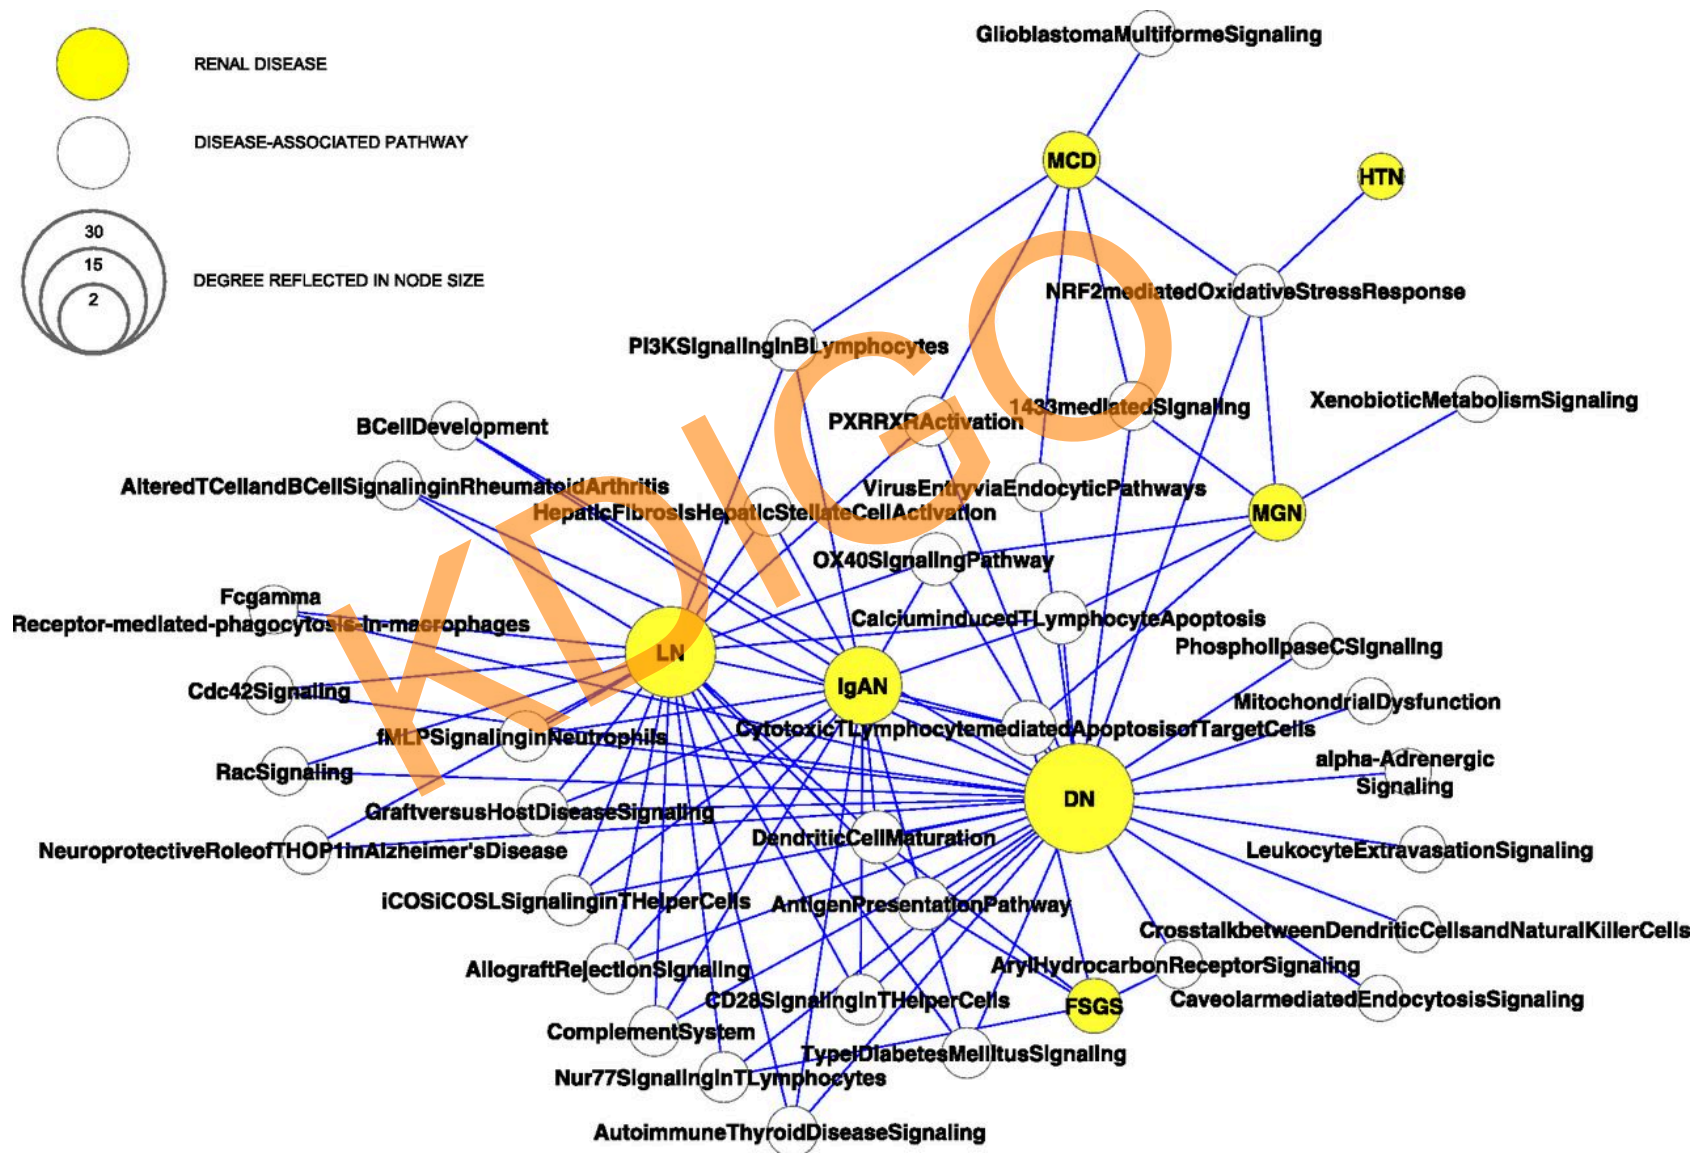 GlioblastomaMultiformeSignaling
RENAL DISEASE
DISEASE-ASSOCIATED PATHWAY
MCD
HTN
30
15
2
DEGREE REFLECTED IN NODE SIZE
NRF2mediatedOxidativeStressResponse
PI3KSignalinginBLymphocytes
XenobioticMetabolismSignaling
1433mediatedSignaling
PXRRXRActivation
BCellDevelopment
AlteredTCellandBCellSignalinginRheumatoidArthritis
VirusEntryviaEndocyticPathways
HepaticFibrosisHepaticStellateCellActivation
MGN
OX40SignalingPathway
Fcgamma
Receptor-mediated-phagocytosis-in-macrophages
CalciuminducedTLymphocyteApoptosis
PhospholipaseCSignaling
LN
IgAN
Cdc42Signaling
MitochondrialDysfunction
CytotoxicTLymphocytemediatedApoptosisofTargetCells
fMLPSignalinginNeutrophils
alpha-Adrenergic
Signaling
RacSignaling
DN
GraftversusHostDiseaseSignaling
DendriticCellMaturation
NeuroprotectiveRoleofTHOP1inAlzheimer'sDisease
LeukocyteExtravasationSignaling
iCOSiCOSLSignalinginTHelperCells
AntigenPresentationPathway
CrosstalkbetweenDendriticCellsandNaturalKillerCells
AllograftRejectionSignaling
ArylHydrocarbonReceptorSignaling
CD28SignalinginTHelperCells
FSGS
CaveolarmediatedEndocytosisSignaling
ComplementSystem
TypeIDiabetesMellitusSignaling
Nur77SignalinginTLymphocytes
AutoimmuneThyroidDiseaseSignaling
KDIGO